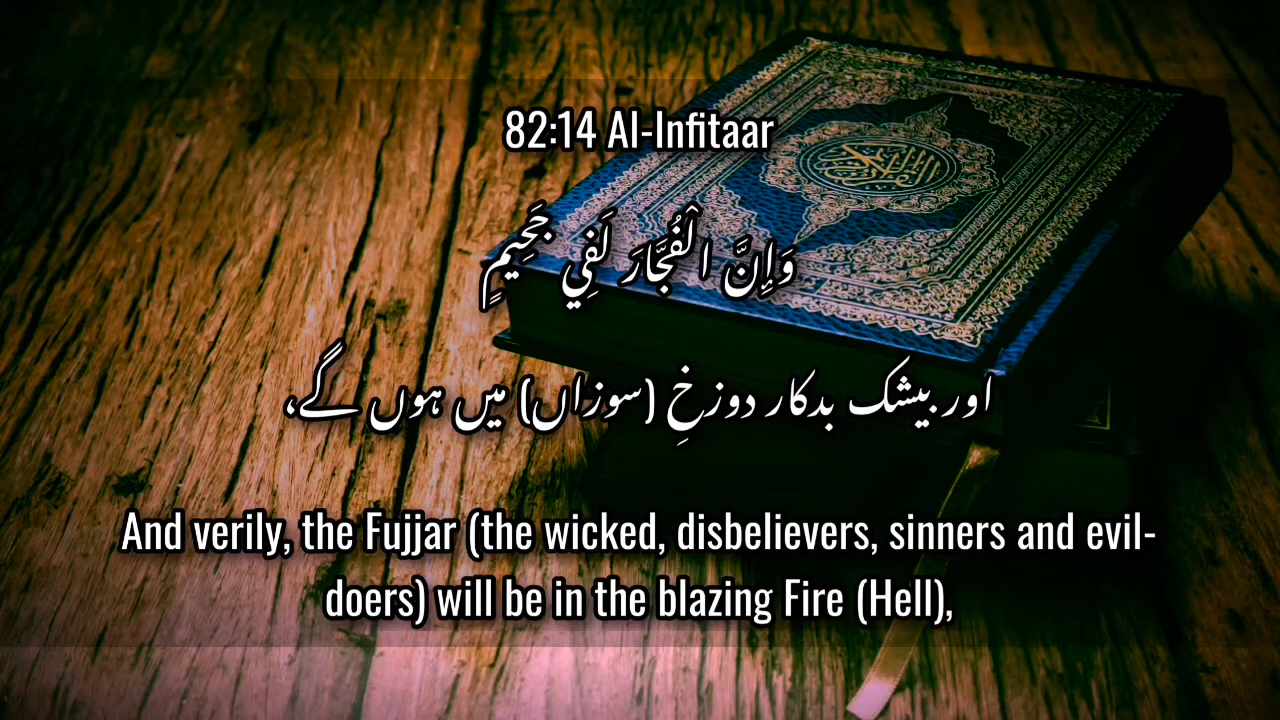 82:14 Al-Infitaar
وَإِنَّ الْفُجَّارَ لَفِي جَحِيمٍ
اور بیشک بدکار دوزخِ (سوزاں) میں ہوں گے،
And verily, the Fujjar (the wicked, disbelievers, sinners and evil-
doers) will be in the blazing Fire (Hell),